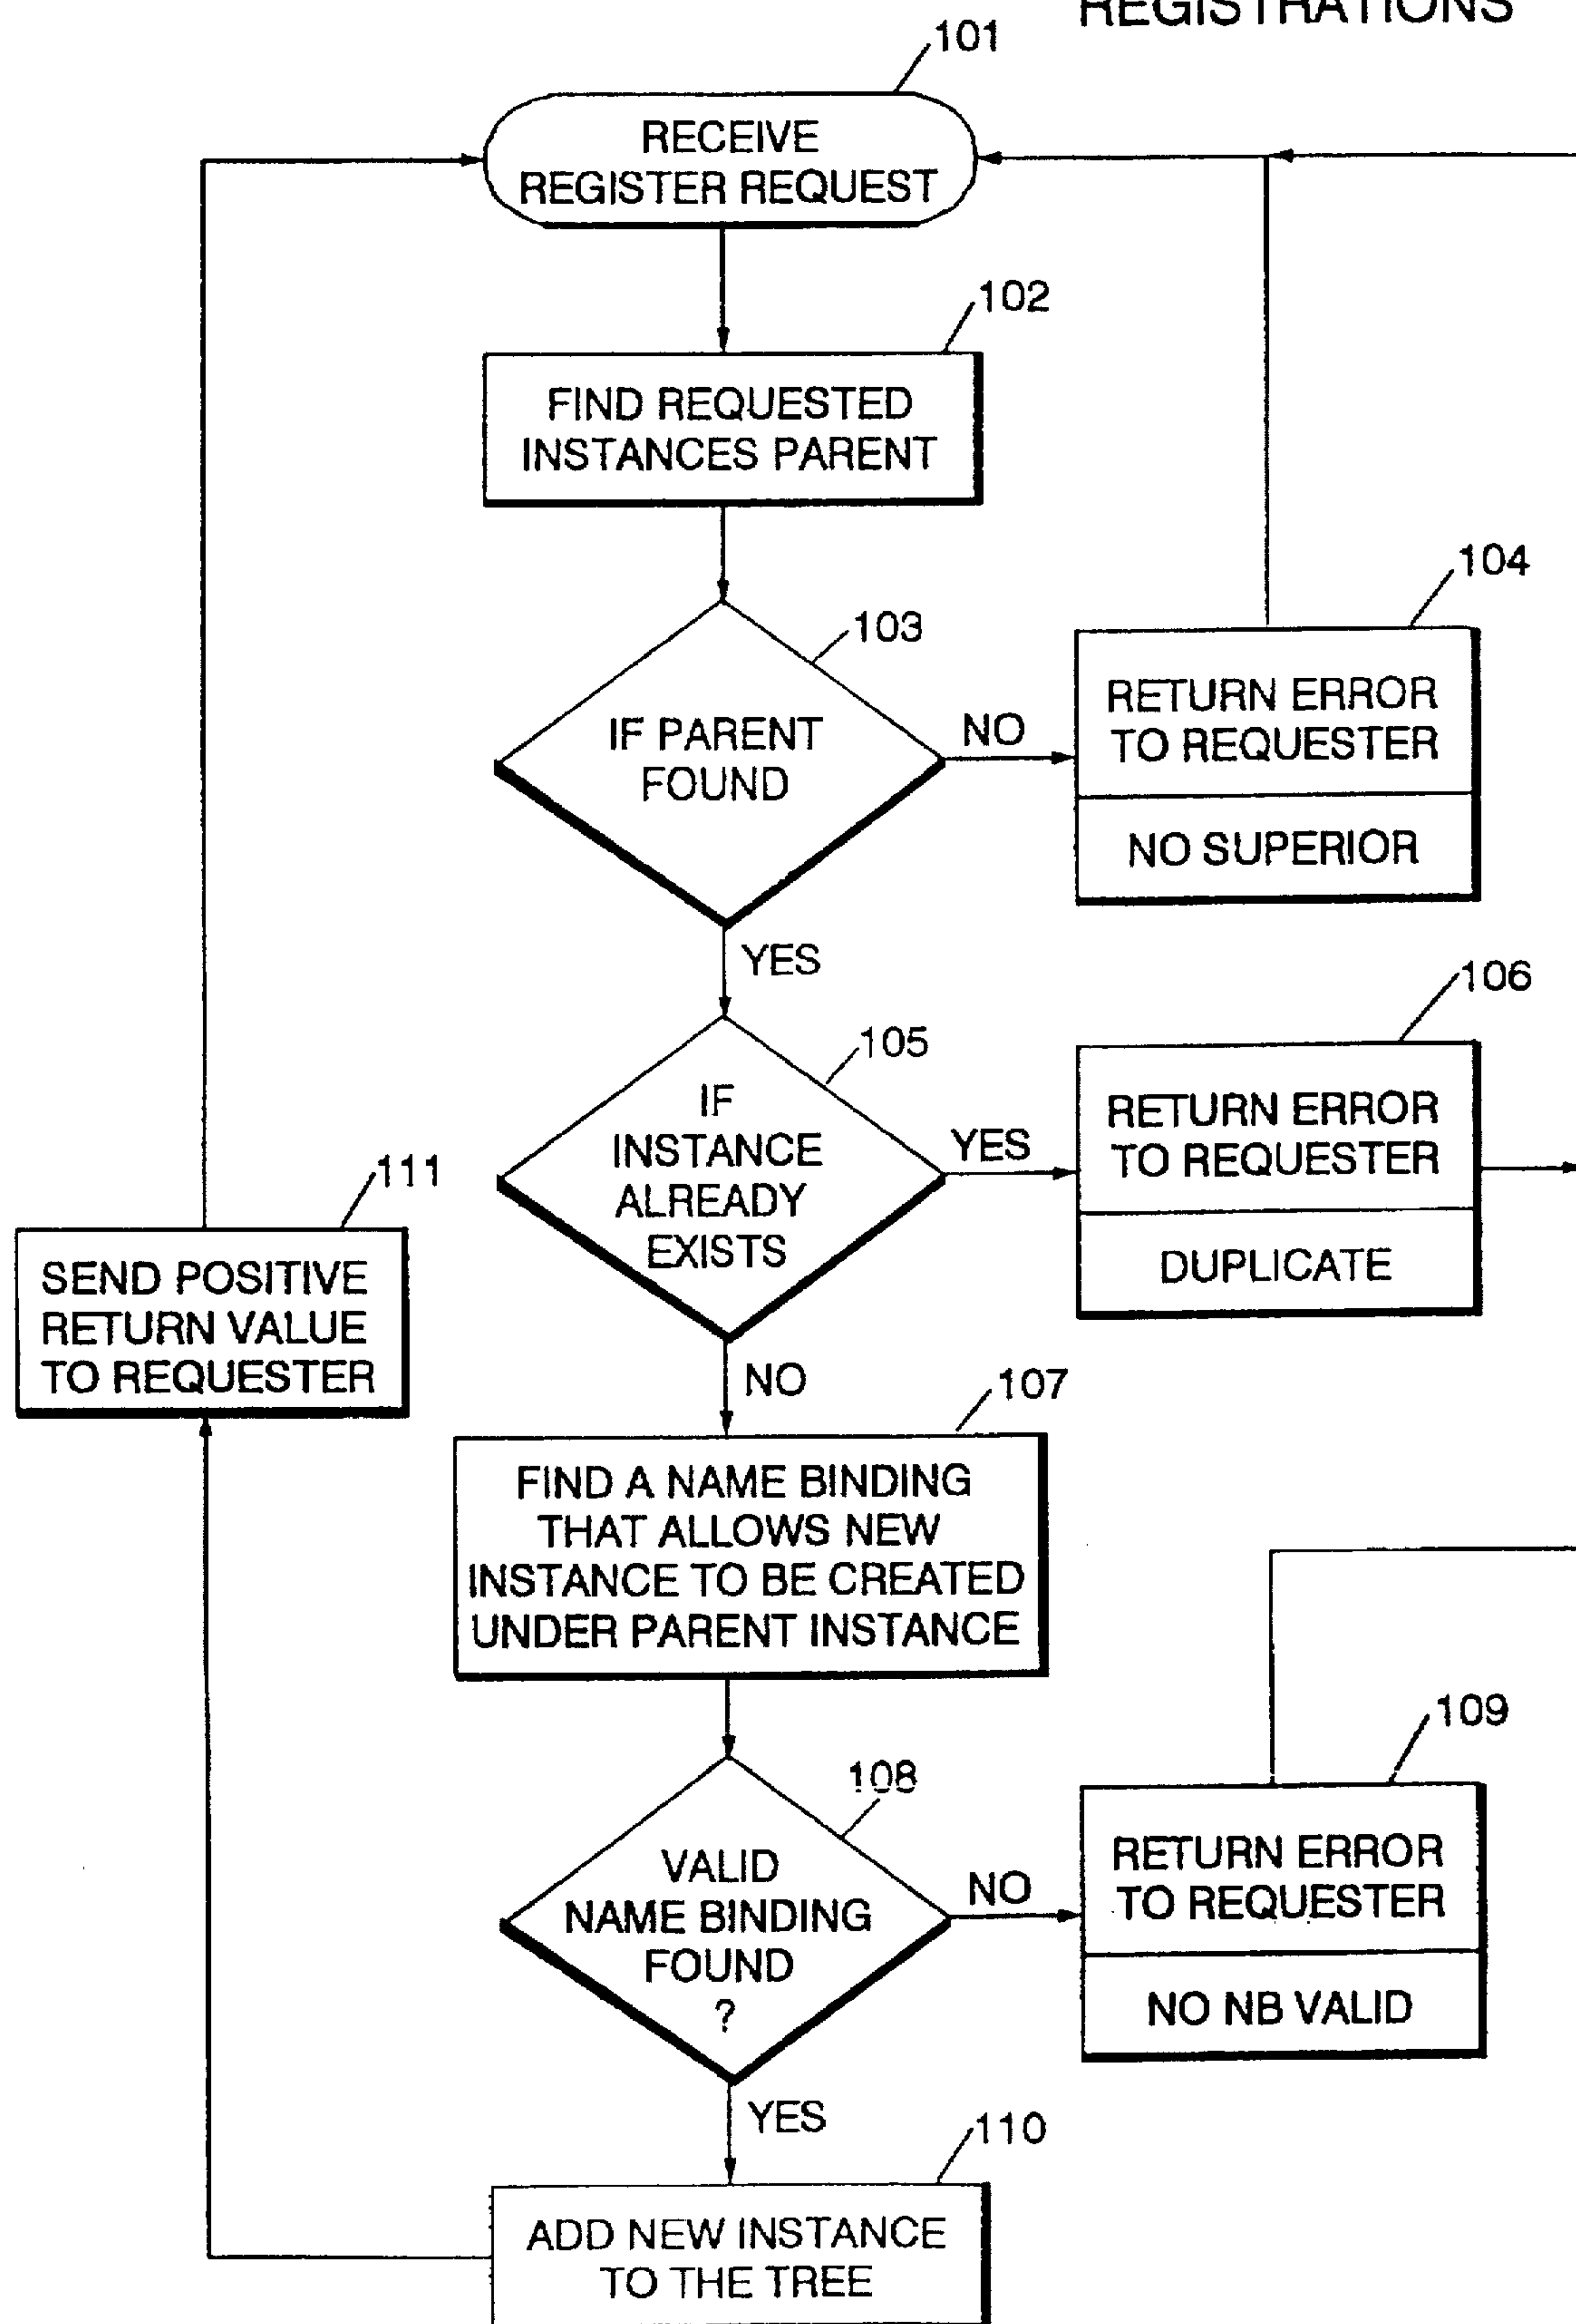 REGISTRATIONS
101
RECEIVE
REGISTER REQUEST
102
FIND REQUESTED
INSTANCES PARENT
103
IF PARENT
FOUND
NO
104
RETURN ERROR
TO REQUESTER
NO SUPERIOR
YES
105
IF
INSTANCE
ALREADY
EXISTS
YES
106
RETURN ERROR
TO REQUESTER
DUPLICATE
111
SEND POSITIVE
RETURN VALUE
TO REQUESTER
NO
107
FIND A NAME BINDING
THAT ALLOWS NEW
INSTANCE TO BE CREATED
UNDER PARENT INSTANCE
108
VALID
NAME BINDING
FOUND
?
NO
109
RETURN ERROR
TO REQUESTER
NO NB VALID
YES
110
ADD NEW INSTANCE
TO THE TREE